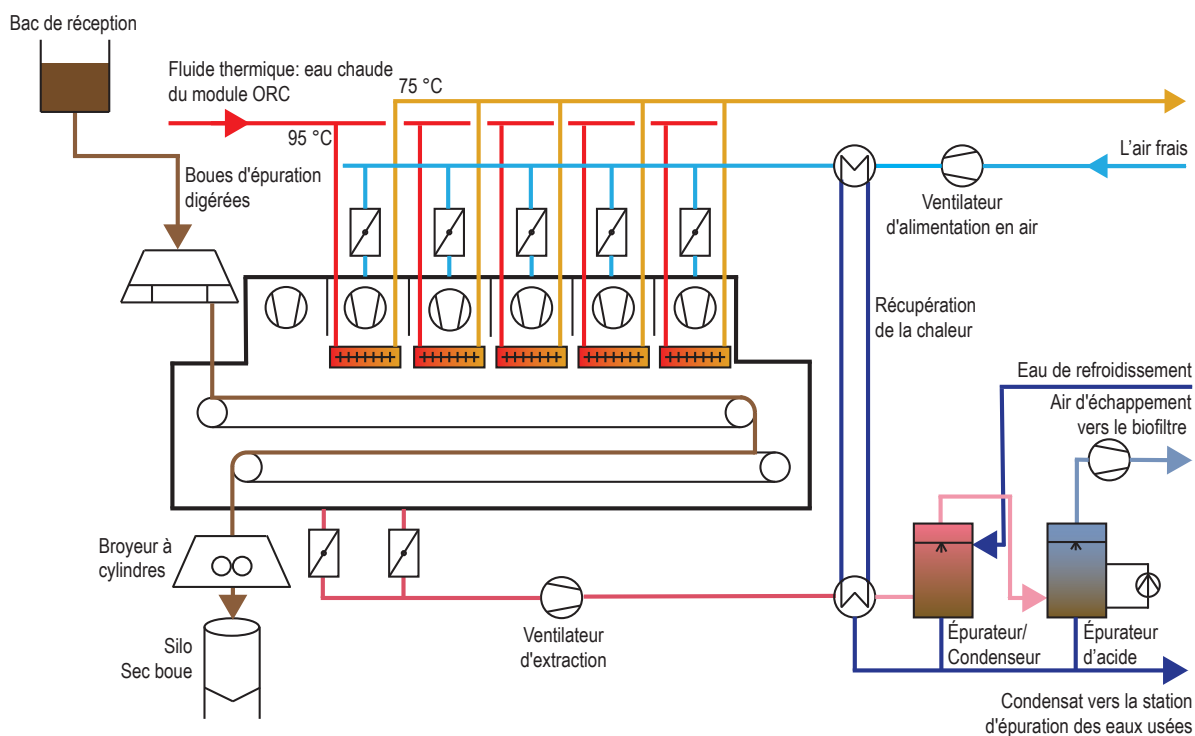 Bac de réception
Fluide thermique: eau chaude
du module ORC
75 °C
95 °C
L'air frais
Boues d'épuration
digérées
Ventilateur
d'alimentation en air
Récupération
de la chaleur
Eau de refroidissement
Air d'échappement
vers le biofiltre
Broyeur à
cylindres
Ventilateur
d'extraction
Épurateur/
Condenseur
Épurateur
d'acide
Silo
Sec boue
Condensat vers la station
d'épuration des eaux usées